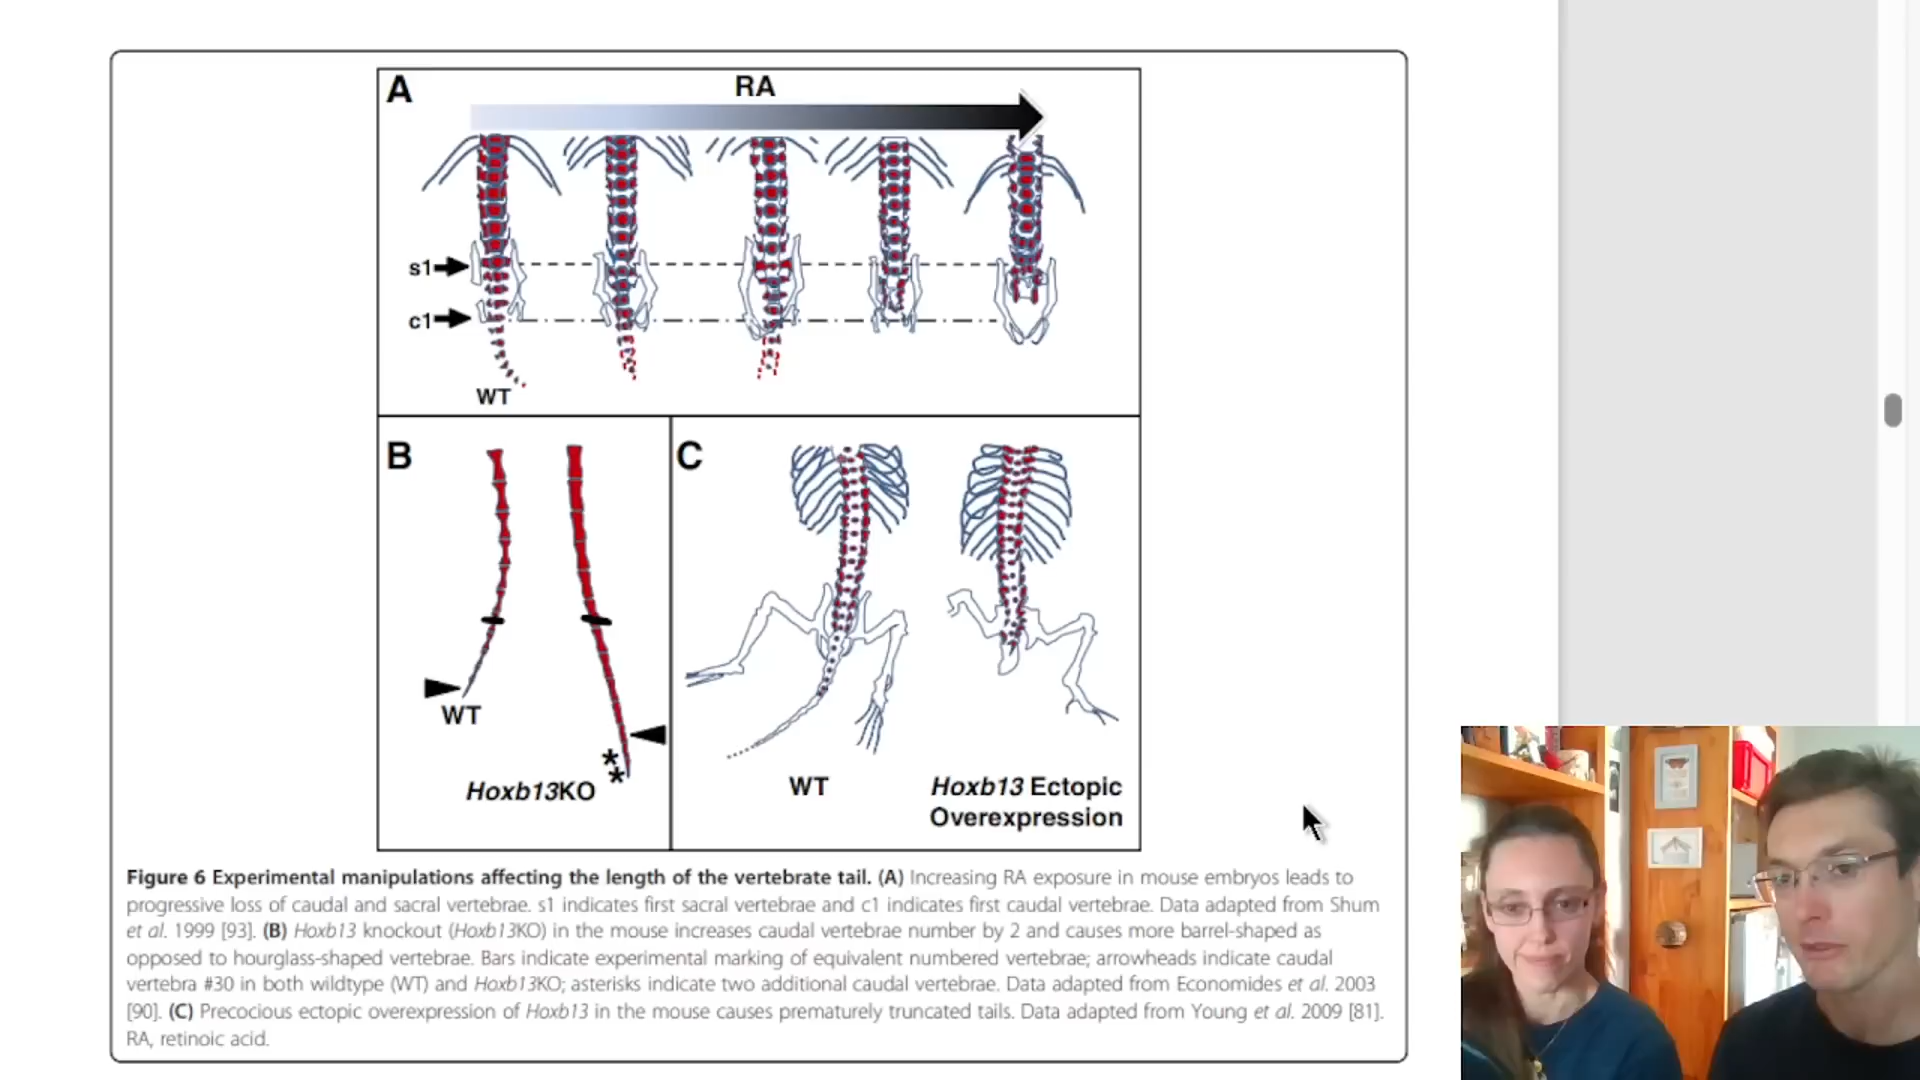 A
RA
s1
c1
WT
B
WT
Hoxb13KO
*
*
C
WT
Hoxb13 Ectopic
Overexpression
Figure 6 Experimental manipulations affecting the length of the vertebrate tail. (A) Increasing RA exposure in mouse embryos leads to
progressive loss of caudal and sacral vertebrae. s1 indicates first sacral vertebrae and c1 indicates first caudal vertebrae. Data adapted from Shum
et al. 1999 [93]. (B) Hoxb13 knockout (Hoxb13KO) in the mouse increases caudal vertebrae number by 2 and causes more barrel-shaped as
opposed to hourglass-shaped vertebrae. Bars indicate experimental marking of equivalent numbered vertebrae; arrowheads indicate caudal
vertebra #30 in both wildtype (WT) and Hoxb13KO; asterisks indicate two additional caudal vertebrae. Data adapted from Economides et al. 2003
[90]. (C) Precocious ectopic overexpression of Hoxb13 in the mouse causes prematurely truncated tails. Data adapted from Young et al. 2009 [81].
RA, retinoic acid.